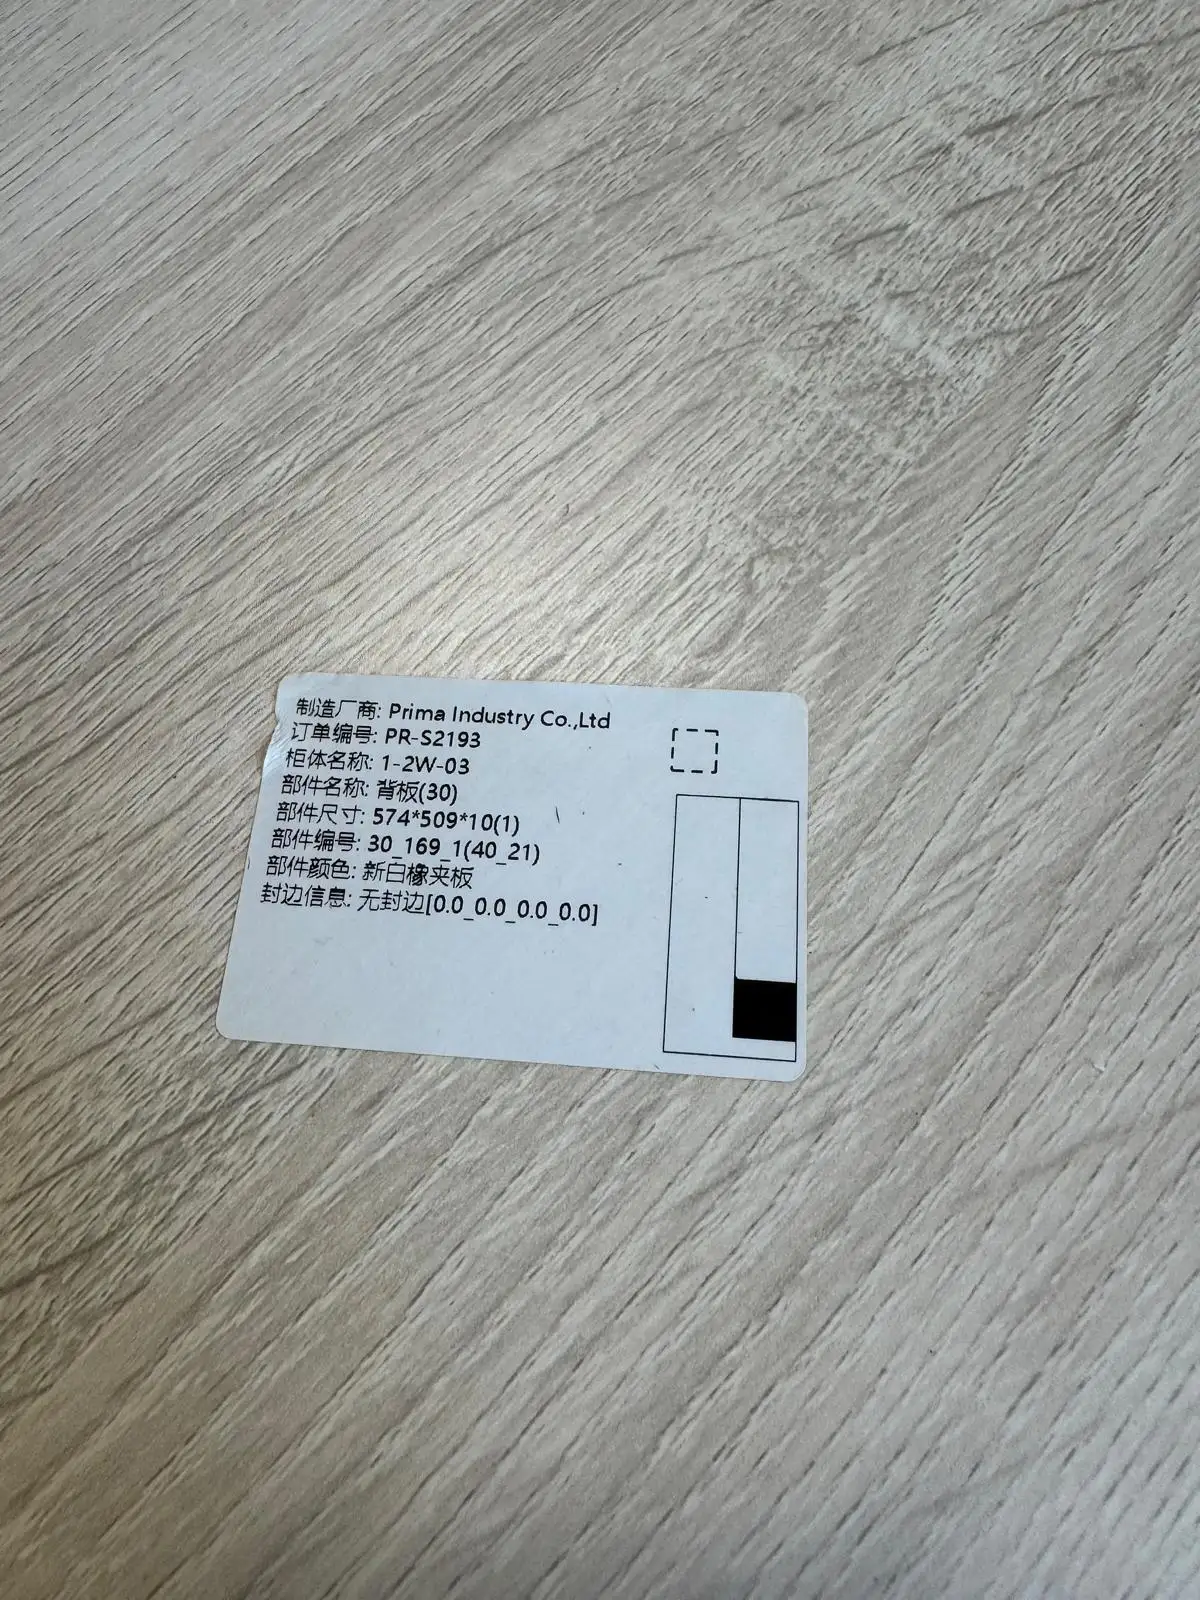 制造厂商: Prima Industry Co.,Ltd
订单编号: PR-S2193
柜体名称: 1-2W-03
部件名称: 背板(30)
部件尺寸: 574*509*10(1)
部件编号: 30_169_1(40_21)
部件颜色: 新白橡夹板
封边信息: 无封边[0.0_0.0_0.0_0.0]